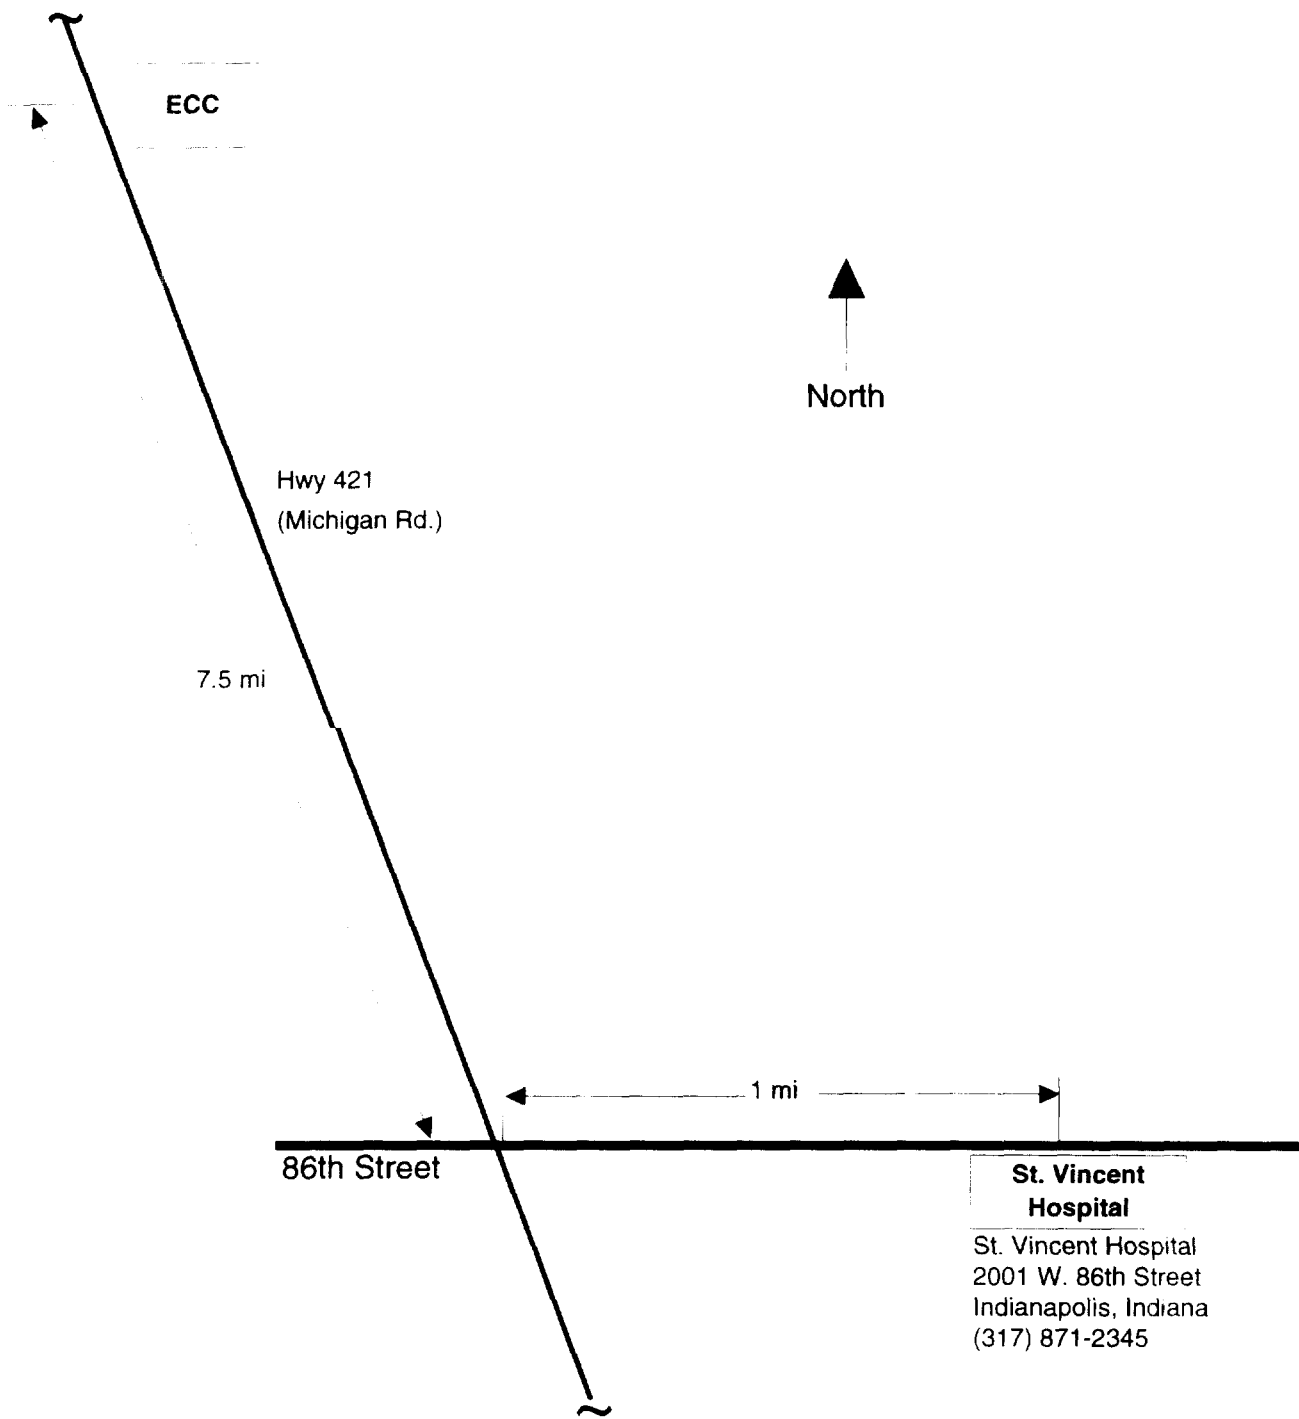 ECC
North
Hwy 421
(Michigan Rd.)
7.5 mi
1 mi
86th Street
St. Vincent
Hospital
St. Vincent Hospital
2001 W. 86th Street
Indianapolis, Indiana
(317) 871-2345